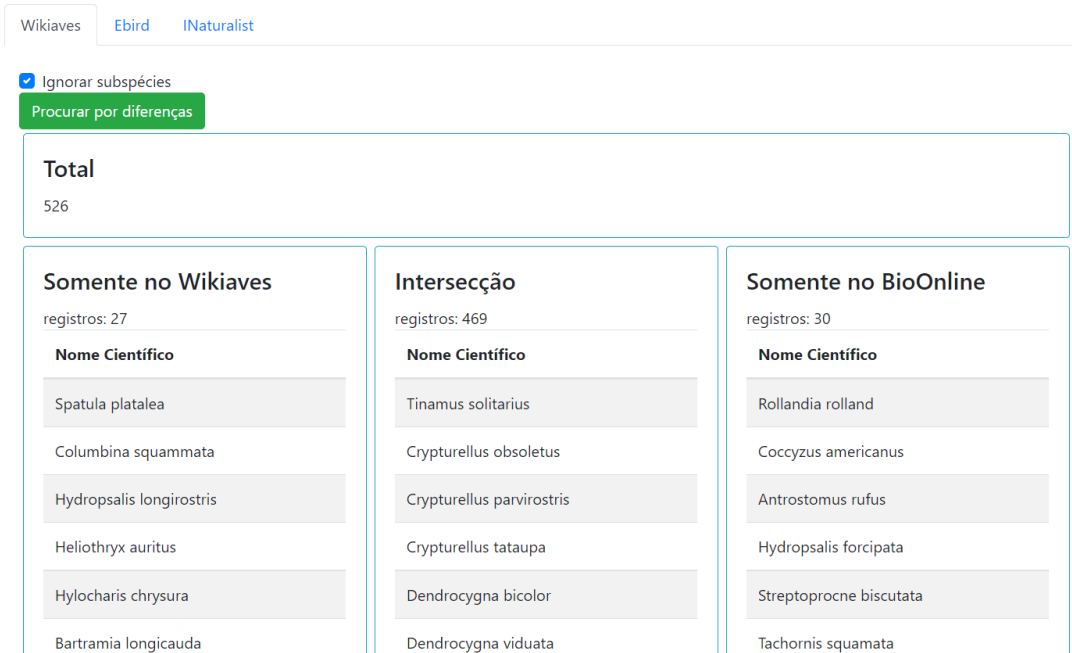 Wikiaves Ebird INaturalist
Ignorar subspécies
Procurar por diferenças
Total
526
Somente no Wikiaves
registros: 27
Nome Científico
Spatula platalea
Columbina squammata
Hydropsalis longirostris
Heliothryx auritus
Hylocharis chrysura
Bartramia longicauda
Intersecção
registros: 469
Nome Científico
Tinamus solitarius
Crypturellus obsoletus
Crypturellus parvirostris
Crypturellus tataupa
Dendrocygna bicolor
Dendrocygna viduata
Somente no BioOnline
registros: 30
Nome Científico
Rollandia rolland
Coccyzus americanus
Antrostomus rufus
Hydropsalis forcipata
Streptoprocne biscutata
Tachornis squamata